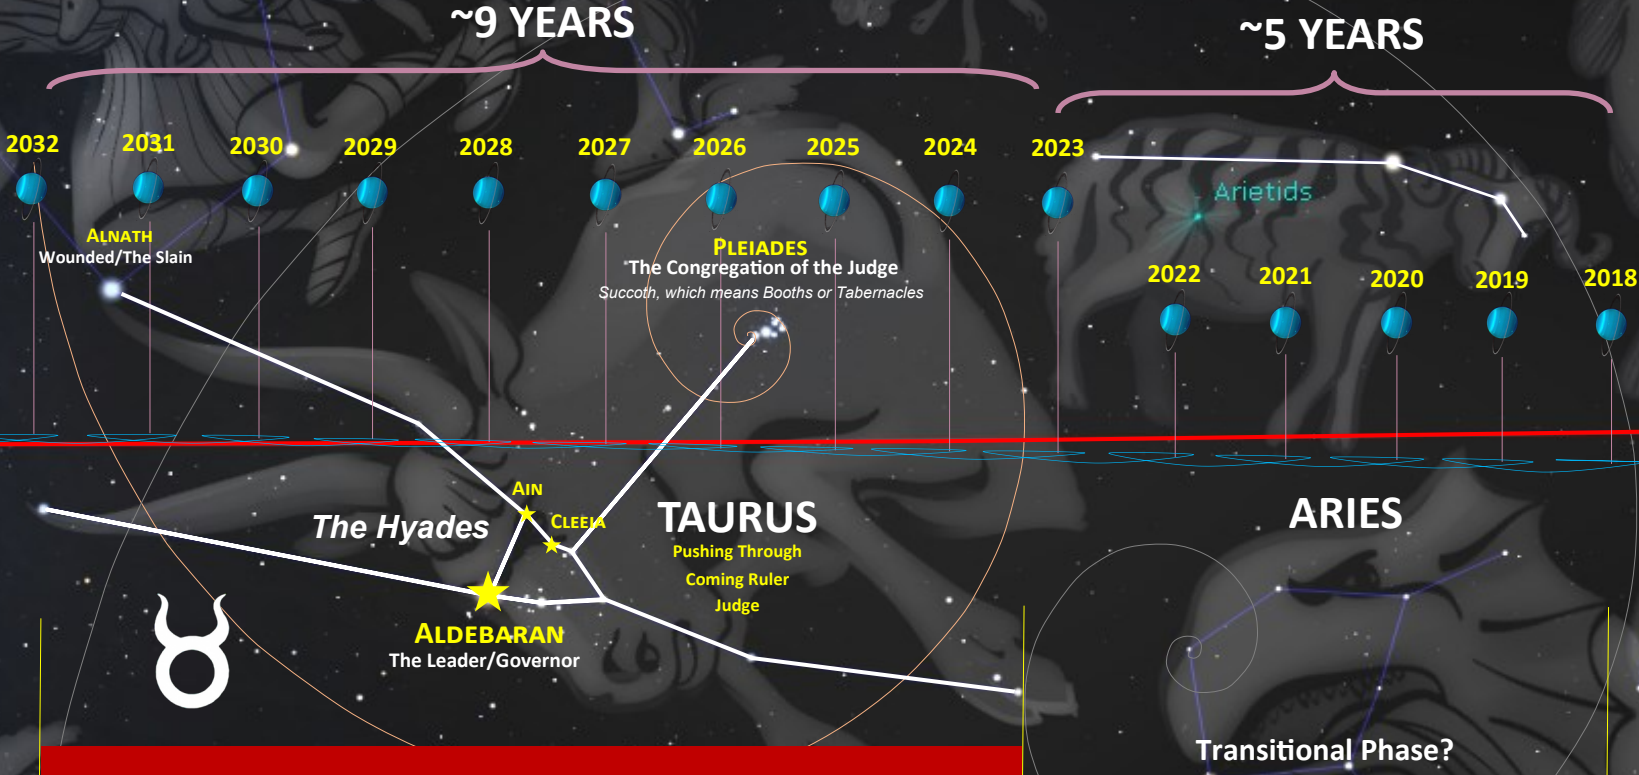 ~9 YEARS
~5 YEARS
2032
2031
2030
2029
2028
2027
2026
2025
2024
2023
Arietids
ALNATH
Wounded/The Slain
PLEIADES
The Congregation of the Judge
Succoth, which means Booths or Tabernacles
2022
2021
2020
2019
2018
AIN
CLEEIA
The Hyades
TAURUS
Pushing Through
Coming Ruler
Judge
ARIES
ALDEBARAN
The Leader/Governor
Transitional Phase?